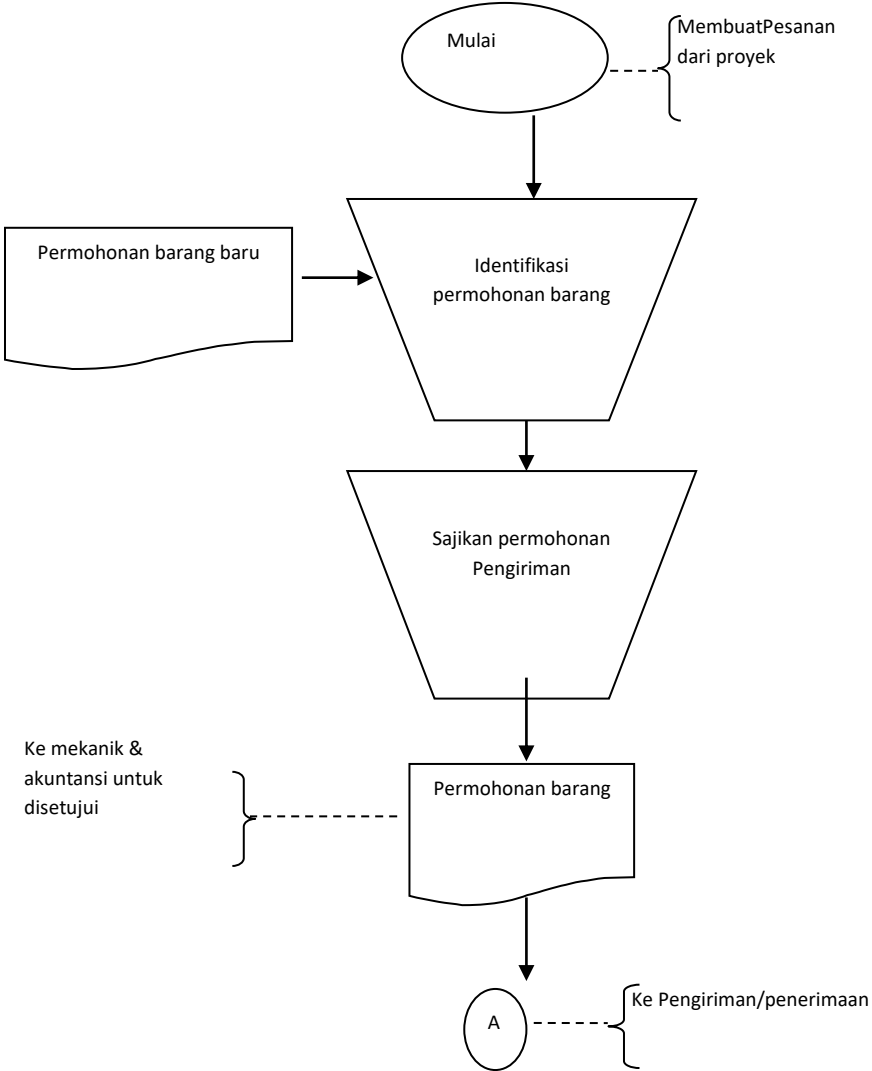 Mulai
MembuatPesanan
dari proyek
Permohonan barang baru
Identifikasi
permohonan barang
Sajikan permohonan
Pengiriman
Ke mekanik &
akuntansi untuk
disetujui
Permohonan barang
A
Ke Pengiriman/penerimaan